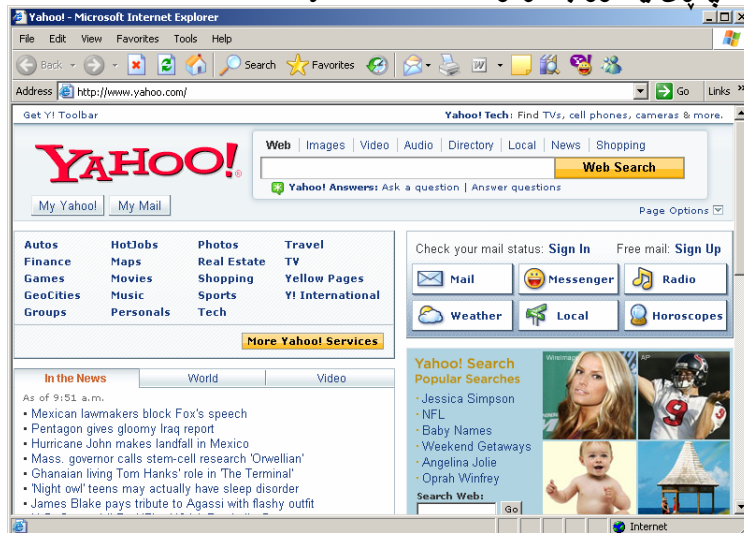 Yahoo! - Microsoft Internet Explorer
File Edit View Favorites Tools Help
Back Search Favorites
Address http://www.yahoo.com/ Go Links
Get Y! Toolbar Yahoo! Tech: Find TVs, cell phones, cameras & more.
YAHOO!
Web | Images | Video | Audio | Directory | Local | News | Shopping
Web Search
Yahoo! Answers: Ask a question | Answer questions
My Yahoo! My Mail
Page Options
Autos HotJobs Photos Travel
Finance Maps Real Estate TV
Games Movies Shopping Yellow Pages
GeoCities Music Sports Y! International
Groups Personals Tech
More Yahoo! Services
Check your mail status: Sign In Free mail: Sign Up
Mail Messenger Radio
Weather Local Horoscopes
In the News World Video
As of 9:51 a.m.
• Mexican lawmakers block Fox's speech
• Pentagon gives gloomy Iraq report
• Hurricane John makes landfall in Mexico
• Mass. governor calls stem-cell research 'Orwellian'
• Ghanaian living Tom Hanks' role in 'The Terminal'
• 'Night owl' teens may actually have sleep disorder
• James Blake pays tribute to Agassi with flashy outfit
Yahoo! Search
Popular Searches
• Jessica Simpson
• NFL
• Baby Names
• Weekend Getaways
• Angelina Jolie
• Oprah Winfrey
Search Web:
Go
WireImage AP
9
Internet